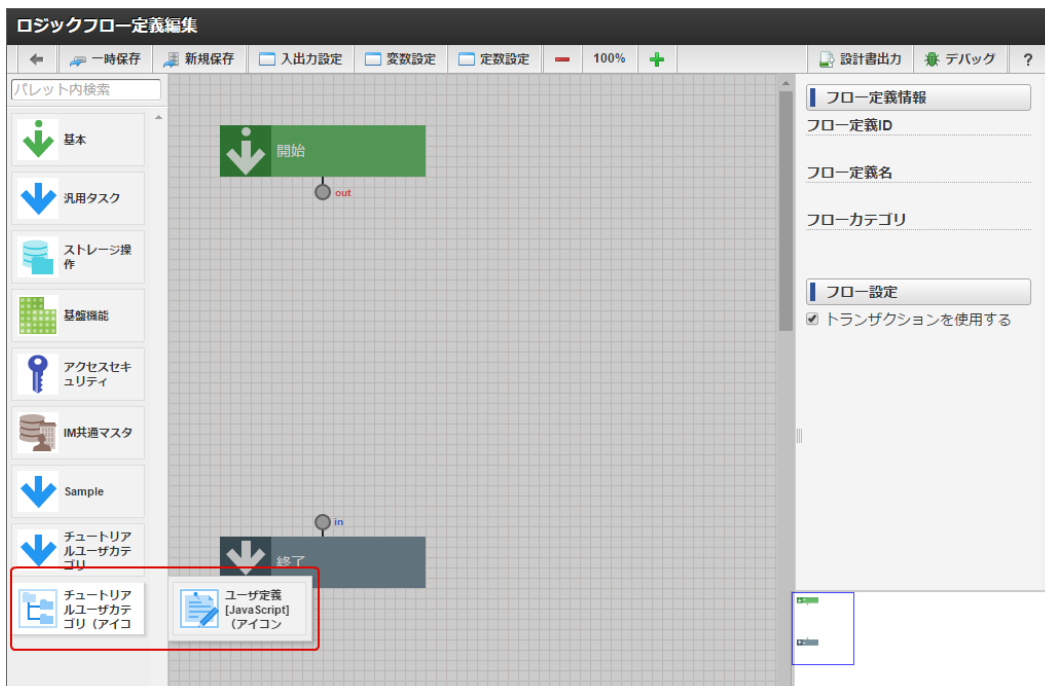 ロジックフロー定義編集
一時保存 新規保存 入出力設定 変数設定 定数設定 100% 設計書出力 デバッグ ?
パレット内検索
基本
汎用タスク
ストレージ操
作
基盤機能
アクセスセキ
ュリティ
IM共通マスタ
Sample
チュートリア
ルユーザカテ
ゴリ
チュートリア
ルユーザカテ
ゴリ（アイコ
ユーザ定義
[JavaScript]
（アイコン
開始
out
in
終了
フロー定義情報
フロー定義ID
フロー定義名
フローカテゴリ
フロー設定
トランザクションを使用する